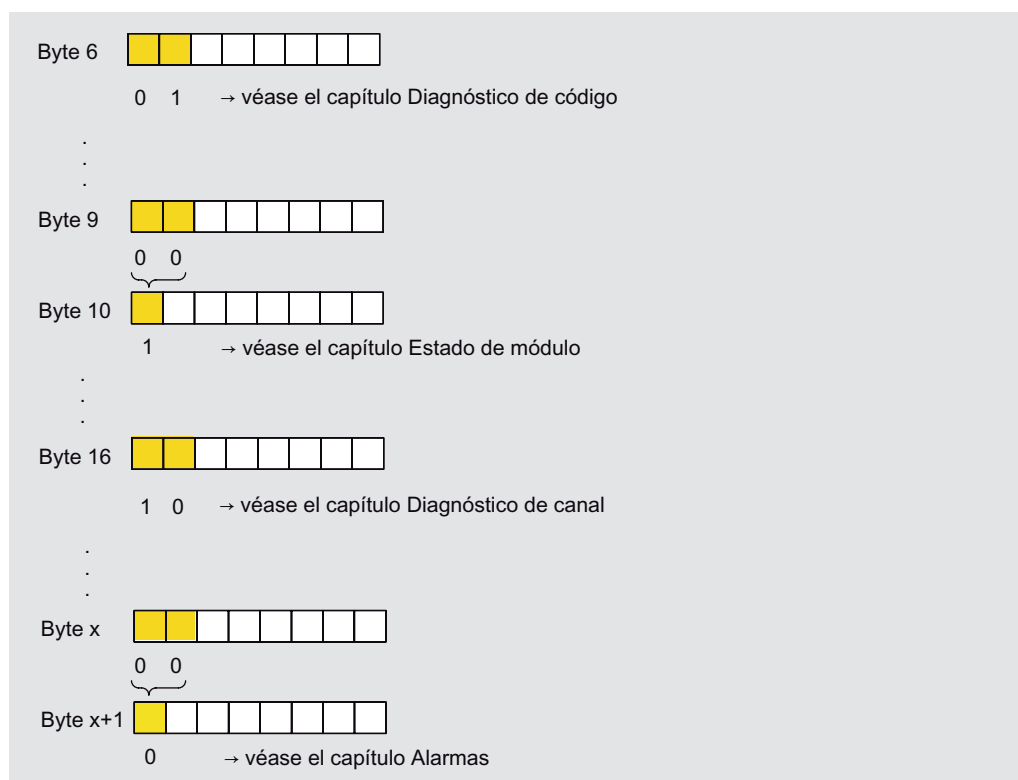 Byte 6
0 1 → véase el capítulo Diagnóstico de código
.
.
.
Byte 9
0 0
Byte 10
1 → véase el capítulo Estado de módulo
.
.
.
Byte 16
1 0 → véase el capítulo Diagnóstico de canal
.
.
.
Byte x
0 0
Byte x+1
0 → véase el capítulo Alarmas